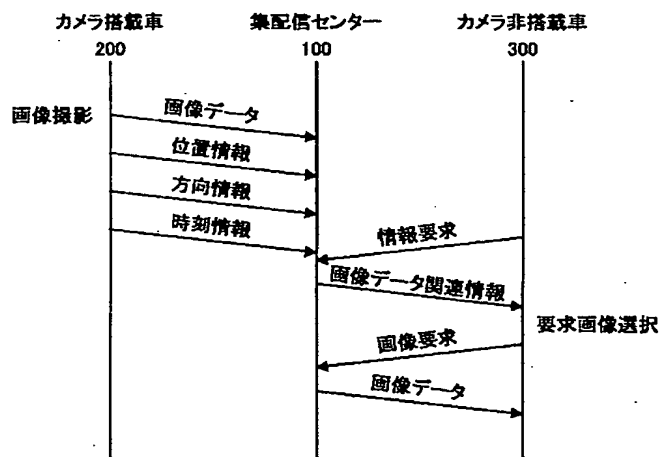 カメラ搭載車 集配信センター カメラ非搭載車
200 100 300
画像撮影 画像データ
位置情報
方向情報
時刻情報
情報要求
画像データ関連情報
要求画像選択
画像要求
画像データ